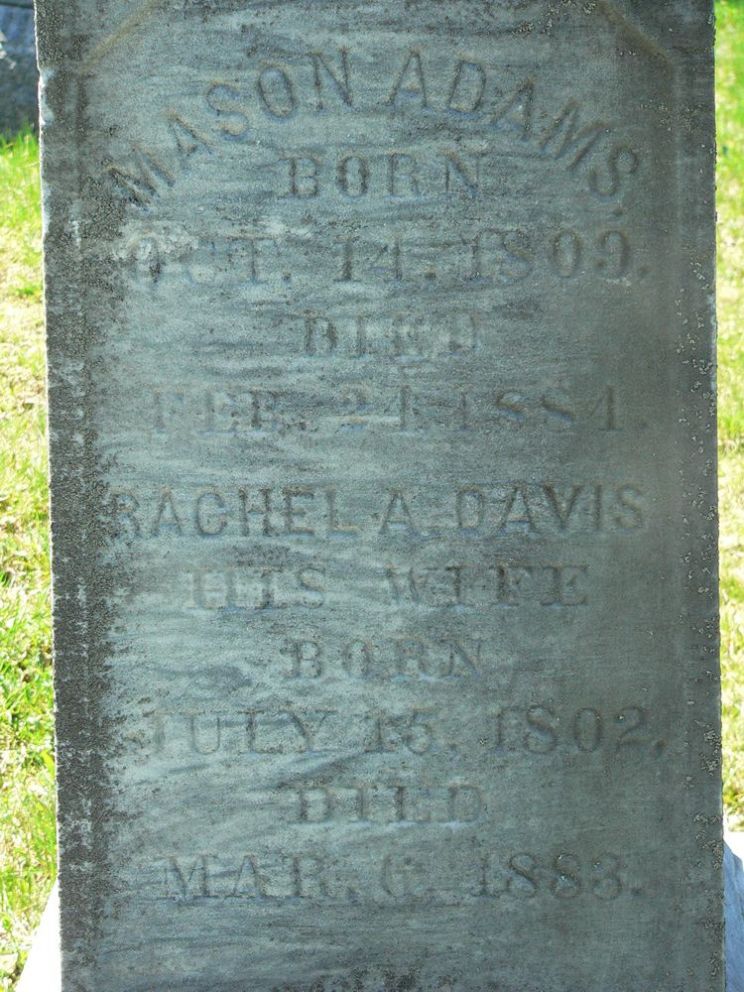 MASON ADAMS.
BORN
OCT. 14. 1809.
DIED
FEB. 24. 1884.
RACHEL A. DAVIS
HIS WIFE
BORN
JULY 15. 1802.
DIED
MAR. 6. 1883.